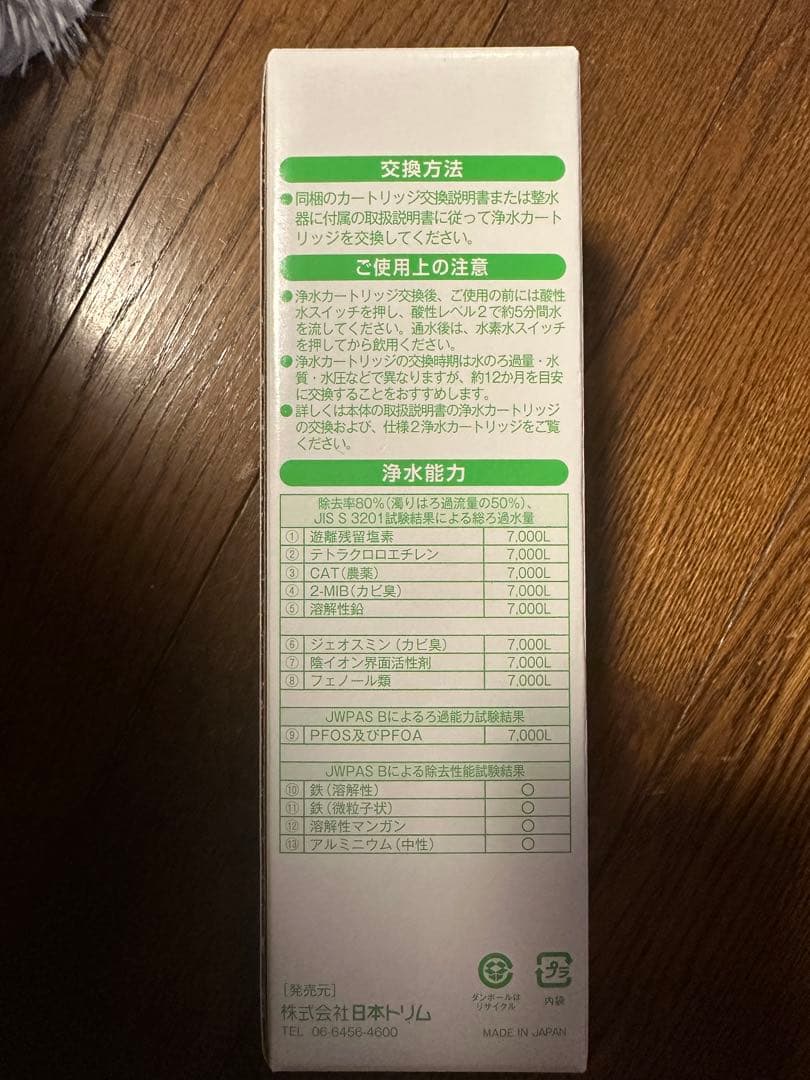 交換方法
●同梱のカートリッジ交換説明書または整水
器に付属の取扱説明書に従って浄水カート
リッジを交換してください。
ご使用上の注意
●浄水カートリッジ交換後、ご使用の前には酸性
水スイッチを押し、酸性レベル2で約5分間水
を流してください。通水後は、水素水スイッチ
を押してから飲用ください。
●浄水カートリッジの交換時期は水のろ過量・水
質・水圧などで異なりますが、約12か月を目安
に交換することをおすすめします。
●詳しくは本体の取扱説明書の浄水カートリッジ
の交換および、仕様2浄水カートリッジをご覧
ください。
浄水能力
除去率80%(濁りはろ過流量の50%)、
JIS S 3201試験結果による総ろ過水量
① 遊離残留塩素 7,000L
② テトラクロロエチレン 7,000L
③ CAT(農薬) 7,000L
④ 2-MIB(カビ臭) 7,000L
⑤ 溶解性鉛 7,000L
⑥ ジェオスミン(カビ臭) 7,000L
⑦ 陰イオン界面活性剤 7,000L
⑧ フェノール類 7,000L
JWPAS Bによるろ過能力試験結果
⑨ PFOS及びPFOA 7,000L
JWPAS Bによる除去性能試験結果
⑩ 鉄(溶解性) ○
⑪ 鉄(微粒子状) ○
⑫ 溶解性マンガン ○
⑬ アルミニウム(中性) ○
プラ
ダンボールは
リサイクル
内袋
[発売元]
株式会社日本トリム
TEL 06-6456-4600
MADE IN JAPAN